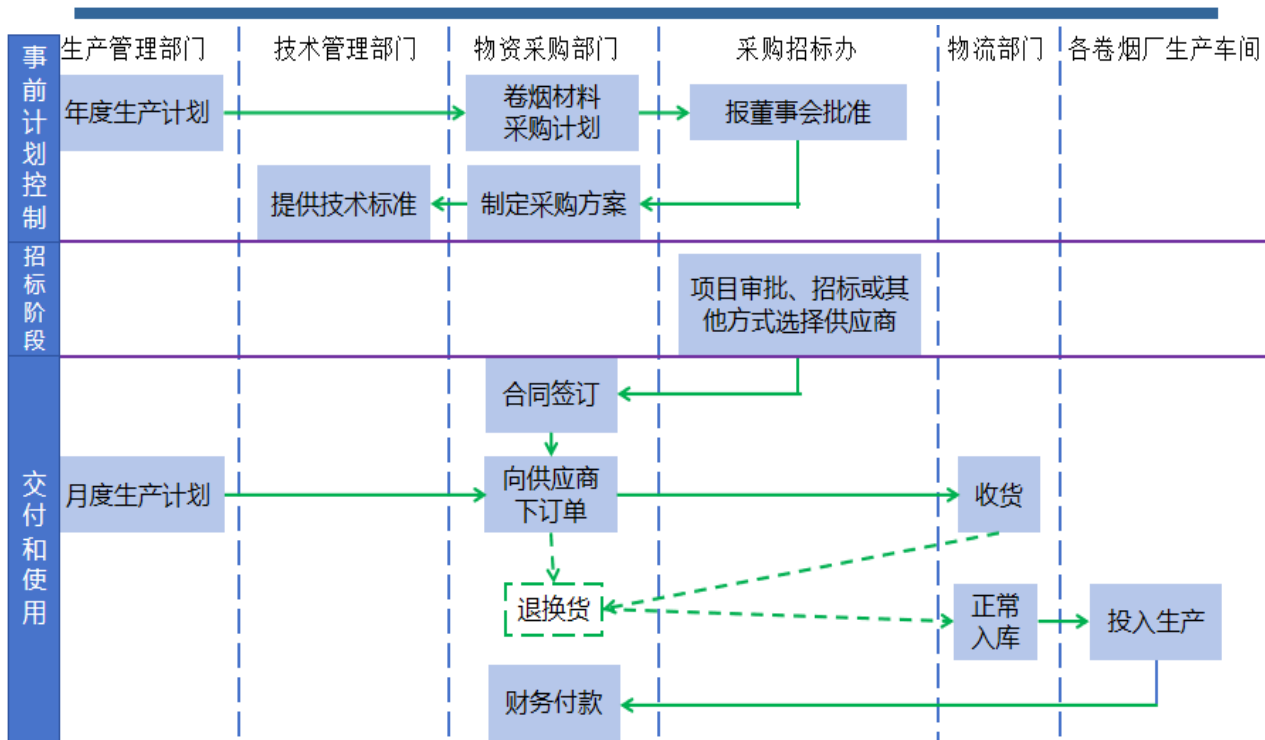 生产管理部门
技术管理部门
物资采购部门
采购招标办
物流部门
各卷烟厂生产车间
事前计划控制
年度生产计划
卷烟材料
采购计划
报董事会批准
提供技术标准
制定采购方案
招标阶段
项目审批、招标或其
他方式选择供应商
交付和使用
合同签订
月度生产计划
向供应商
下订单
收货
退换货
正常
入库
投入生产
财务付款